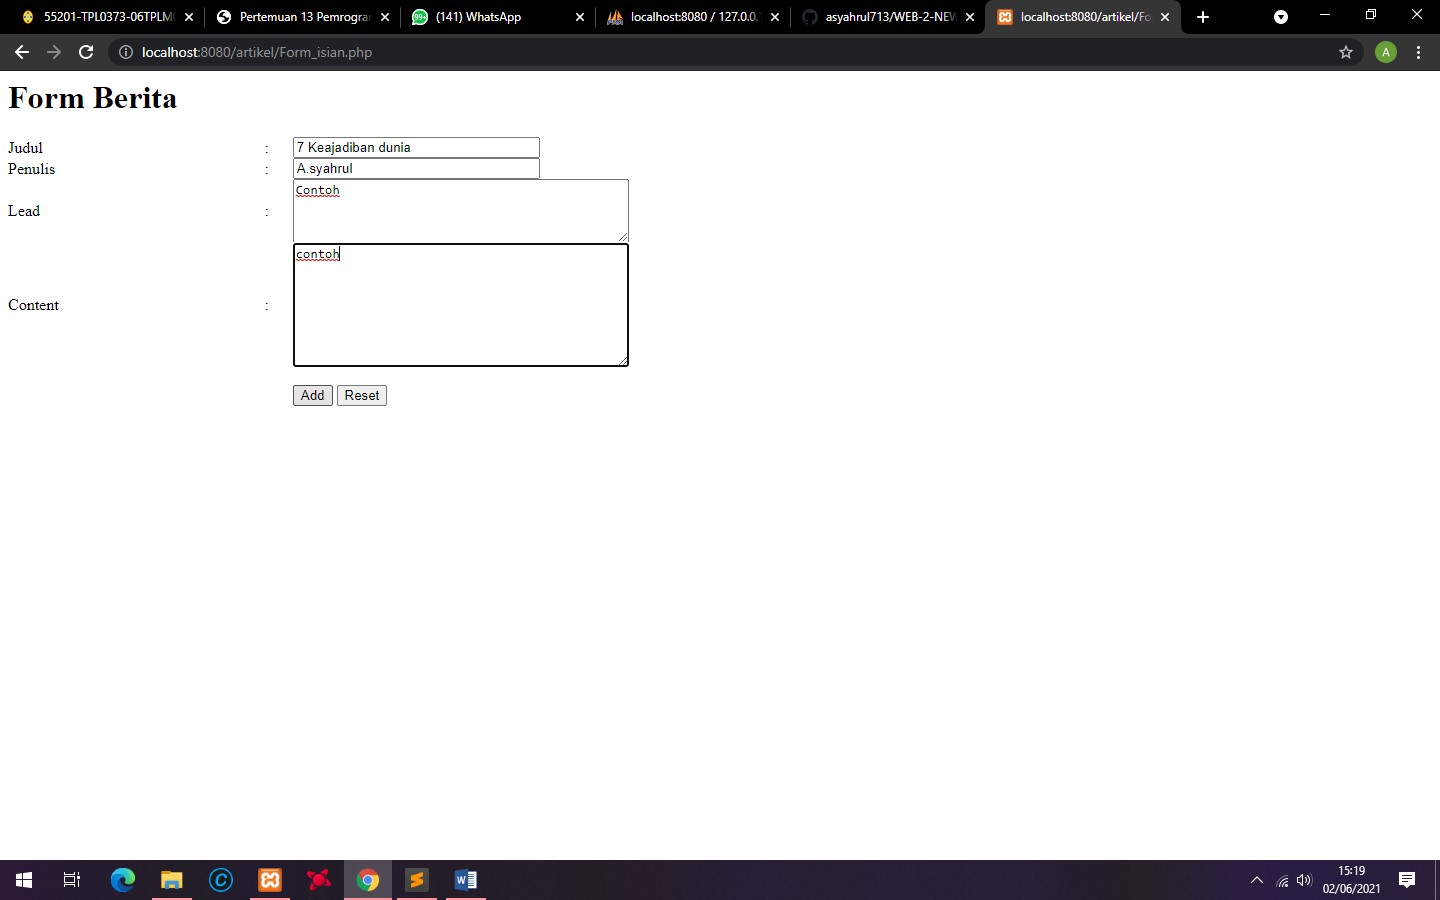 55201-TPL0373-06TPLM
Pertemuan 13 Pemrogra
99+ (141) WhatsApp
localhost:8080 / 127.0.0.
asyahrul713/WEB-2-NEW
localhost:8080/artikel/Fo
localhost:8080/artikel/Form_isian.php
A
Form Berita
Judul : 7 Keajadiban dunia
Penulis : A.syahrul
Lead : Contoh
Content : contoh
Add Reset
15:19
02/06/2021